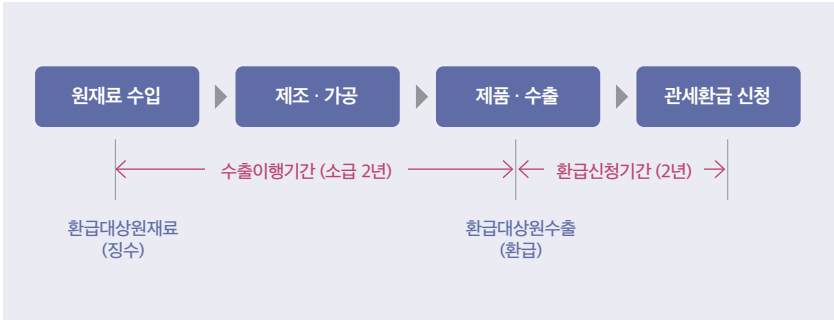 원재료 수입
제조 · 가공
제품 · 수출
관세환급 신청
수출이행기간 (소급 2년)
환급신청기간 (2년)
환급대상원재료
(징수)
환급대상원수출
(환급)